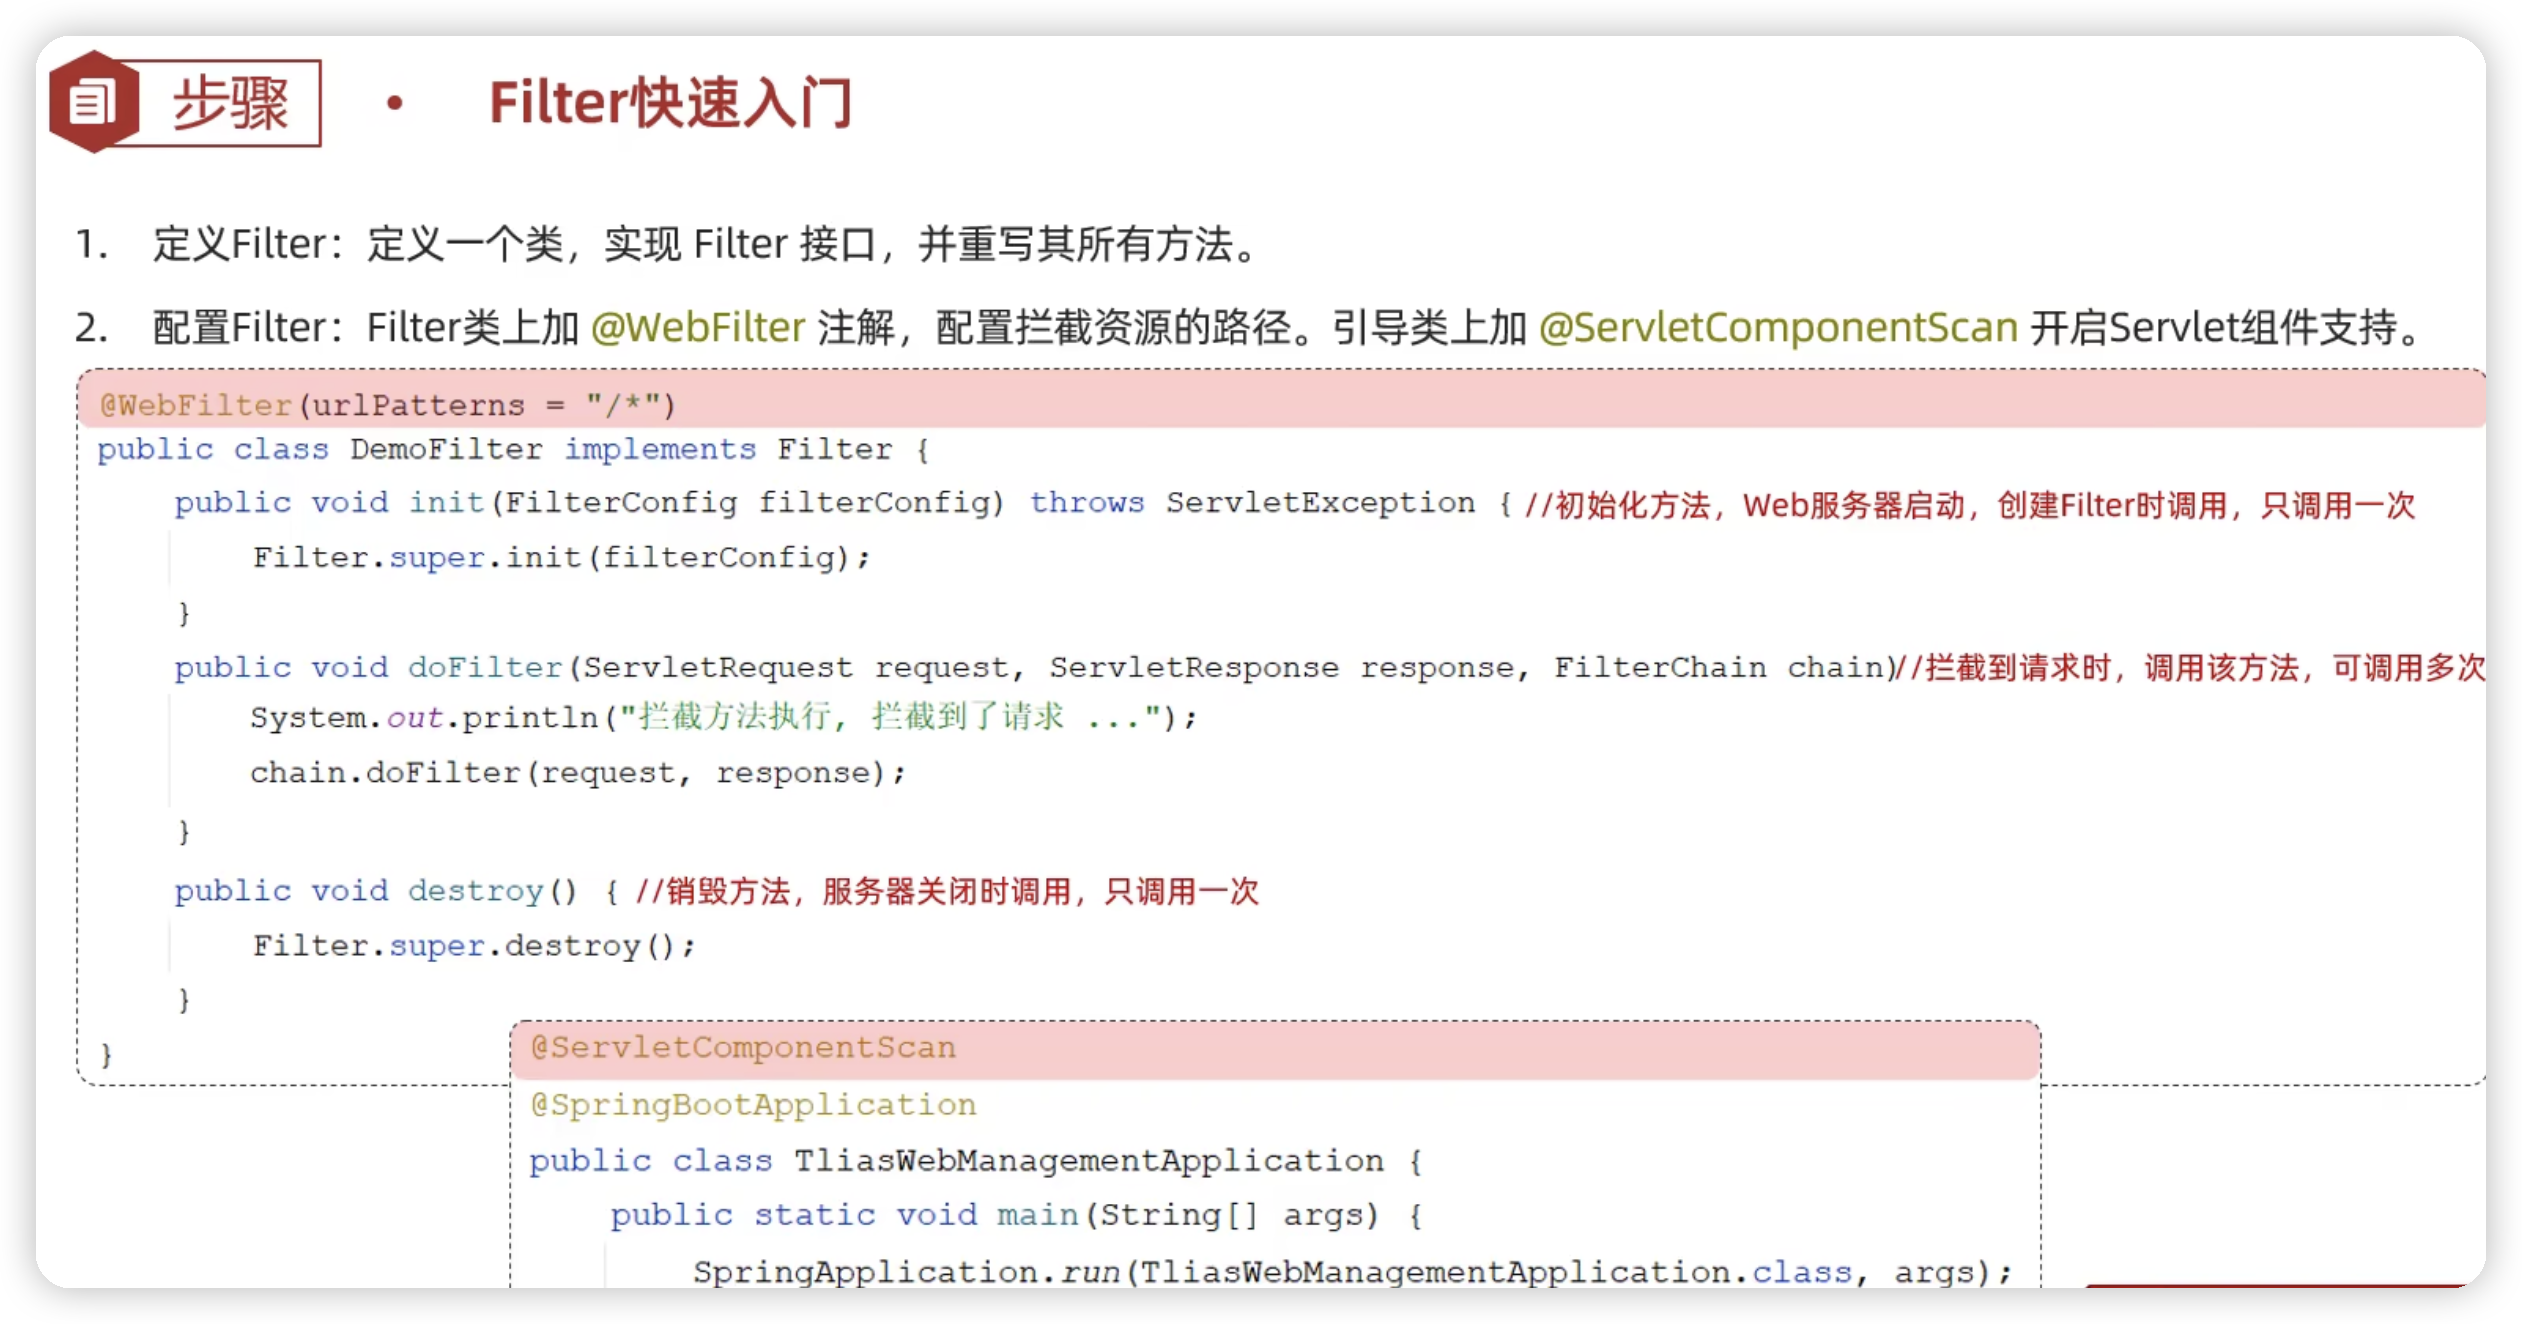 步骤
• Filter快速入门
1. 定义Filter：定义一个类，实现 Filter 接口，并重写其所有方法。
2. 配置Filter：Filter类上加 @WebFilter 注解，配置拦截资源的路径。引导类上加 @ServletComponentScan 开启Servlet组件支持。
@WebFilter(urlPatterns = "/*")
public class DemoFilter implements Filter {
public void init(FilterConfig filterConfig) throws ServletException { //初始化方法，Web服务器启动，创建Filter时调用，只调用一次
Filter.super.init(filterConfig);
}
public void doFilter(ServletRequest request, ServletResponse response, FilterChain chain)//拦截到请求时，调用该方法，可调用多次
System.out.println("拦截方法执行, 拦截到了请求 ...");
chain.doFilter(request, response);
}
public void destroy() { //销毁方法，服务器关闭时调用，只调用一次
Filter.super.destroy();
}
}
@ServletComponentScan
@SpringBootApplication
public class TliasWebManagementApplication {
public static void main(String[] args) {
SpringApplication.run(TliasWebManagementApplication.class, args);